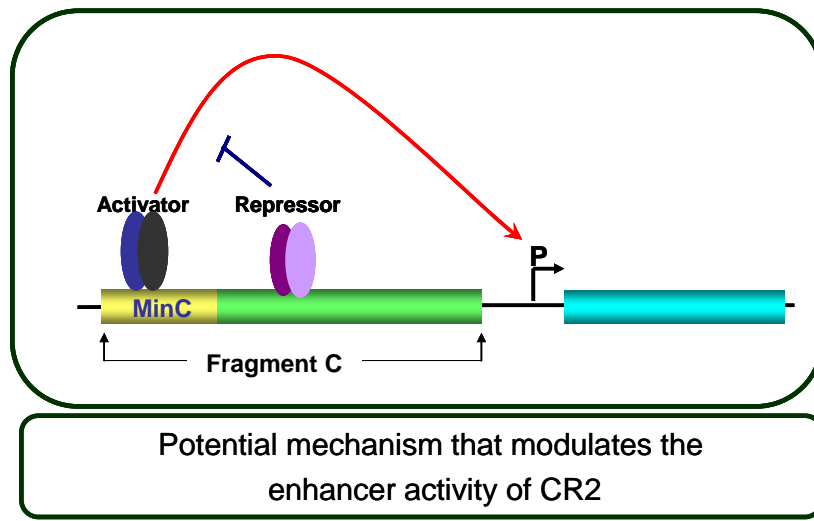 Activator Repressor
P
MinC
Fragment C
Potential mechanism that modulates the
enhancer activity of CR2